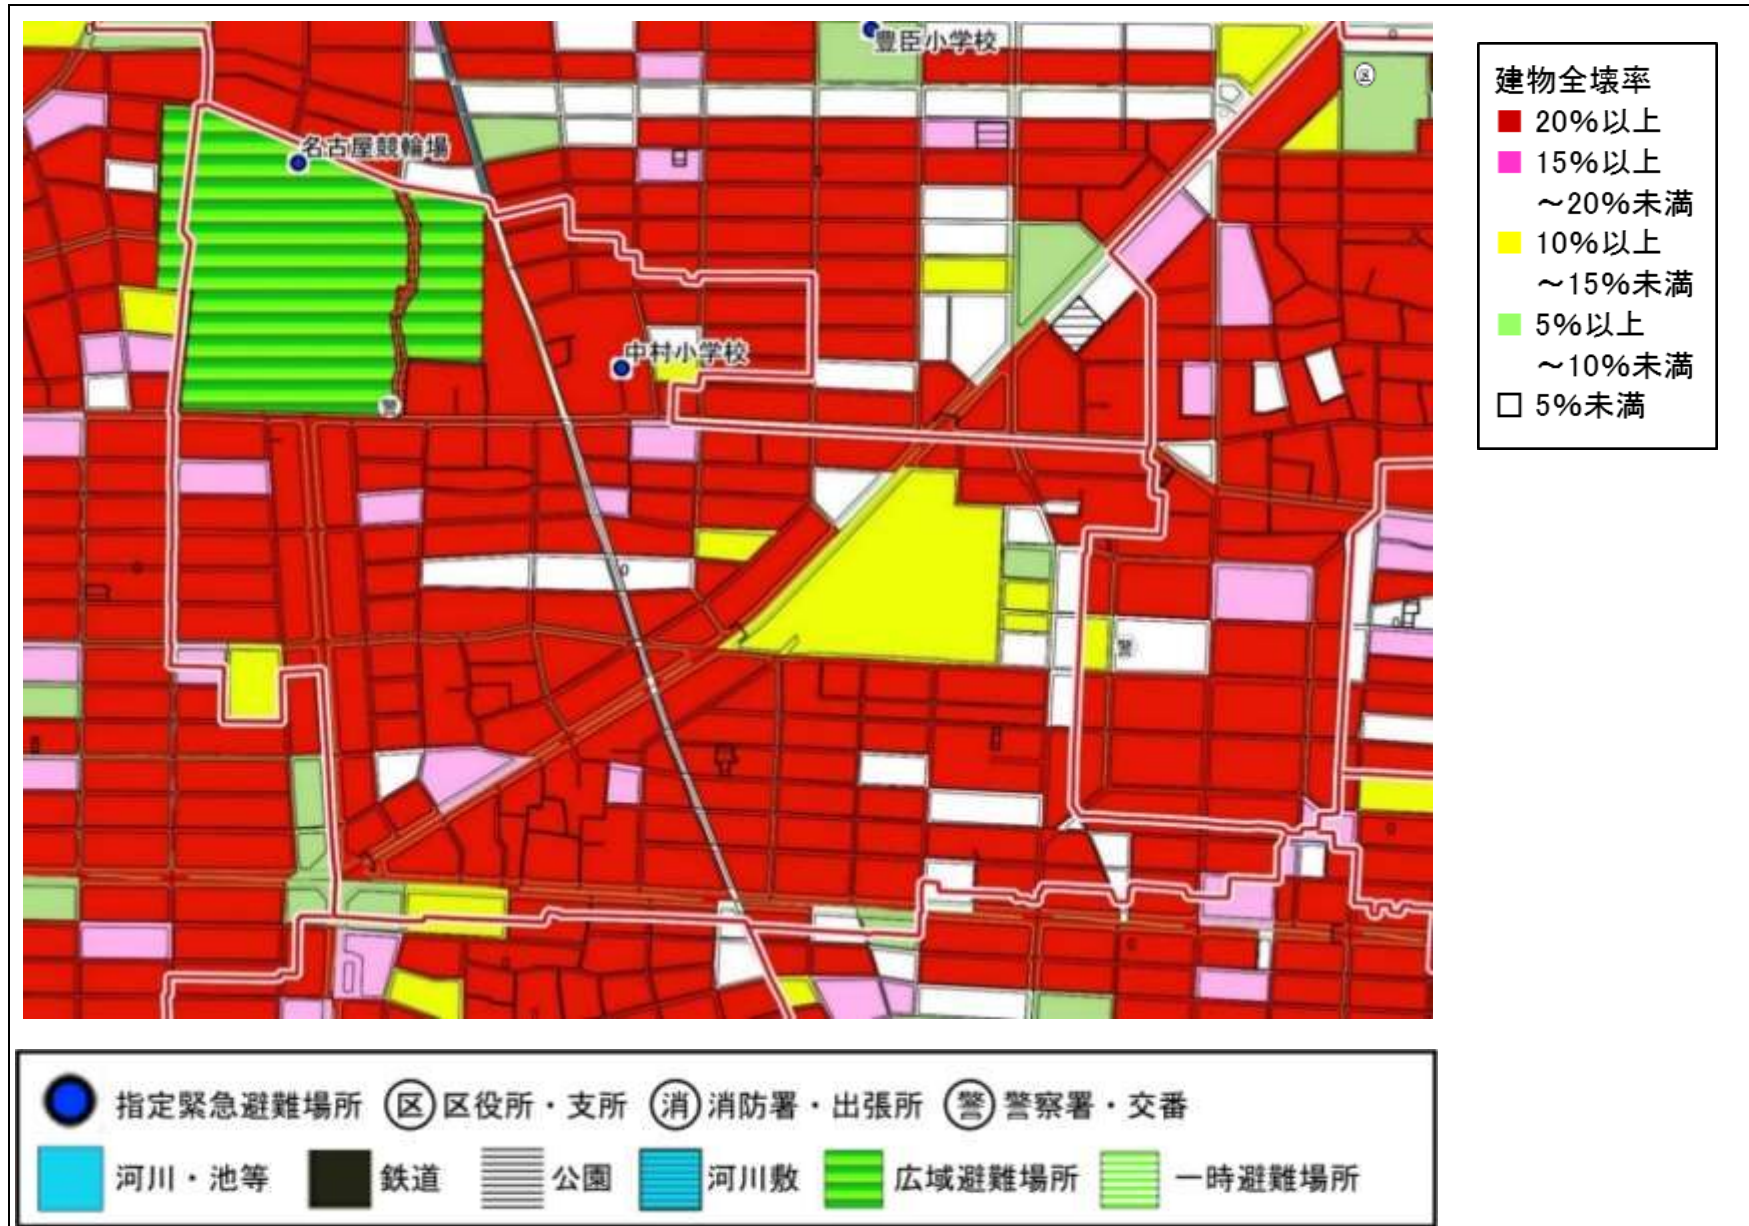 豊臣小学校
区
名古屋競輪場
中村小学校
警
警
建物全壊率
20%以上
15%以上
～20%未満
10%以上
～15%未満
5%以上
～10%未満
5%未満
指定緊急避難場所 区 区役所・支所 消 消防署・出張所 警 警察署・交番
河川・池等 鉄道 公園 河川敷 広域避難場所 一時避難場所